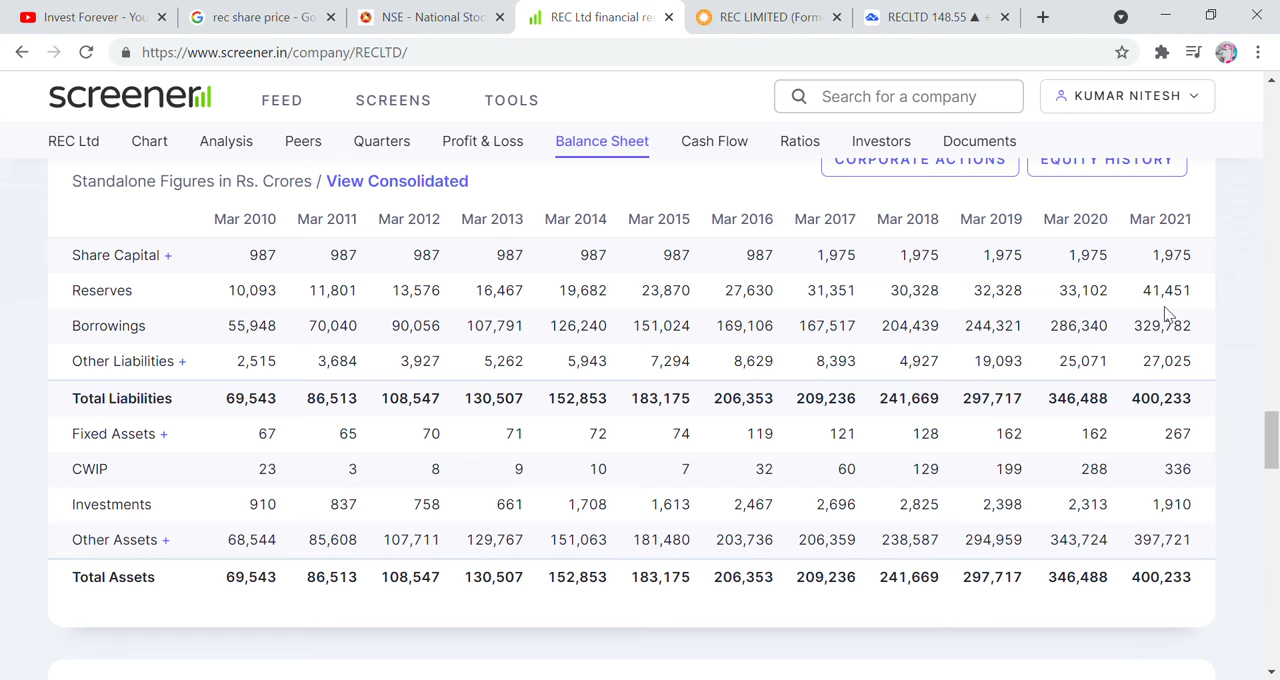 Invest Forever - You
rec share price - Go
NSE - National Stoc
REC Ltd financial re
REC LIMITED (Form
RECLTD 148.55 ▲ +
https://www.screener.in/company/RECLTD/
screener
FEED
SCREENS
TOOLS
Search for a company
KUMAR NITESH
REC Ltd
Chart
Analysis
Peers
Quarters
Profit & Loss
Balance Sheet
Cash Flow
Ratios
Investors
Documents
CORPORATE ACTIONS
EQUITY HISTORY
Standalone Figures in Rs. Crores / View Consolidated
Mar 2010 Mar 2011 Mar 2012 Mar 2013 Mar 2014 Mar 2015 Mar 2016 Mar 2017 Mar 2018 Mar 2019 Mar 2020 Mar 2021
Share Capital + 987 987 987 987 987 987 987 1,975 1,975 1,975 1,975 1,975
Reserves 10,093 11,801 13,576 16,467 19,682 23,870 27,630 31,351 30,328 32,328 33,102 41,451
Borrowings 55,948 70,040 90,056 107,791 126,240 151,024 169,106 167,517 204,439 244,321 286,340 329,782
Other Liabilities + 2,515 3,684 3,927 5,262 5,943 7,294 8,629 8,393 4,927 19,093 25,071 27,025
Total Liabilities 69,543 86,513 108,547 130,507 152,853 183,175 206,353 209,236 241,669 297,717 346,488 400,233
Fixed Assets + 67 65 70 71 72 74 119 121 128 162 162 267
CWIP 23 3 8 9 10 7 32 60 129 199 288 336
Investments 910 837 758 661 1,708 1,613 2,467 2,696 2,825 2,398 2,313 1,910
Other Assets + 68,544 85,608 107,711 129,767 151,063 181,480 203,736 206,359 238,587 294,959 343,724 397,721
Total Assets 69,543 86,513 108,547 130,507 152,853 183,175 206,353 209,236 241,669 297,717 346,488 400,233